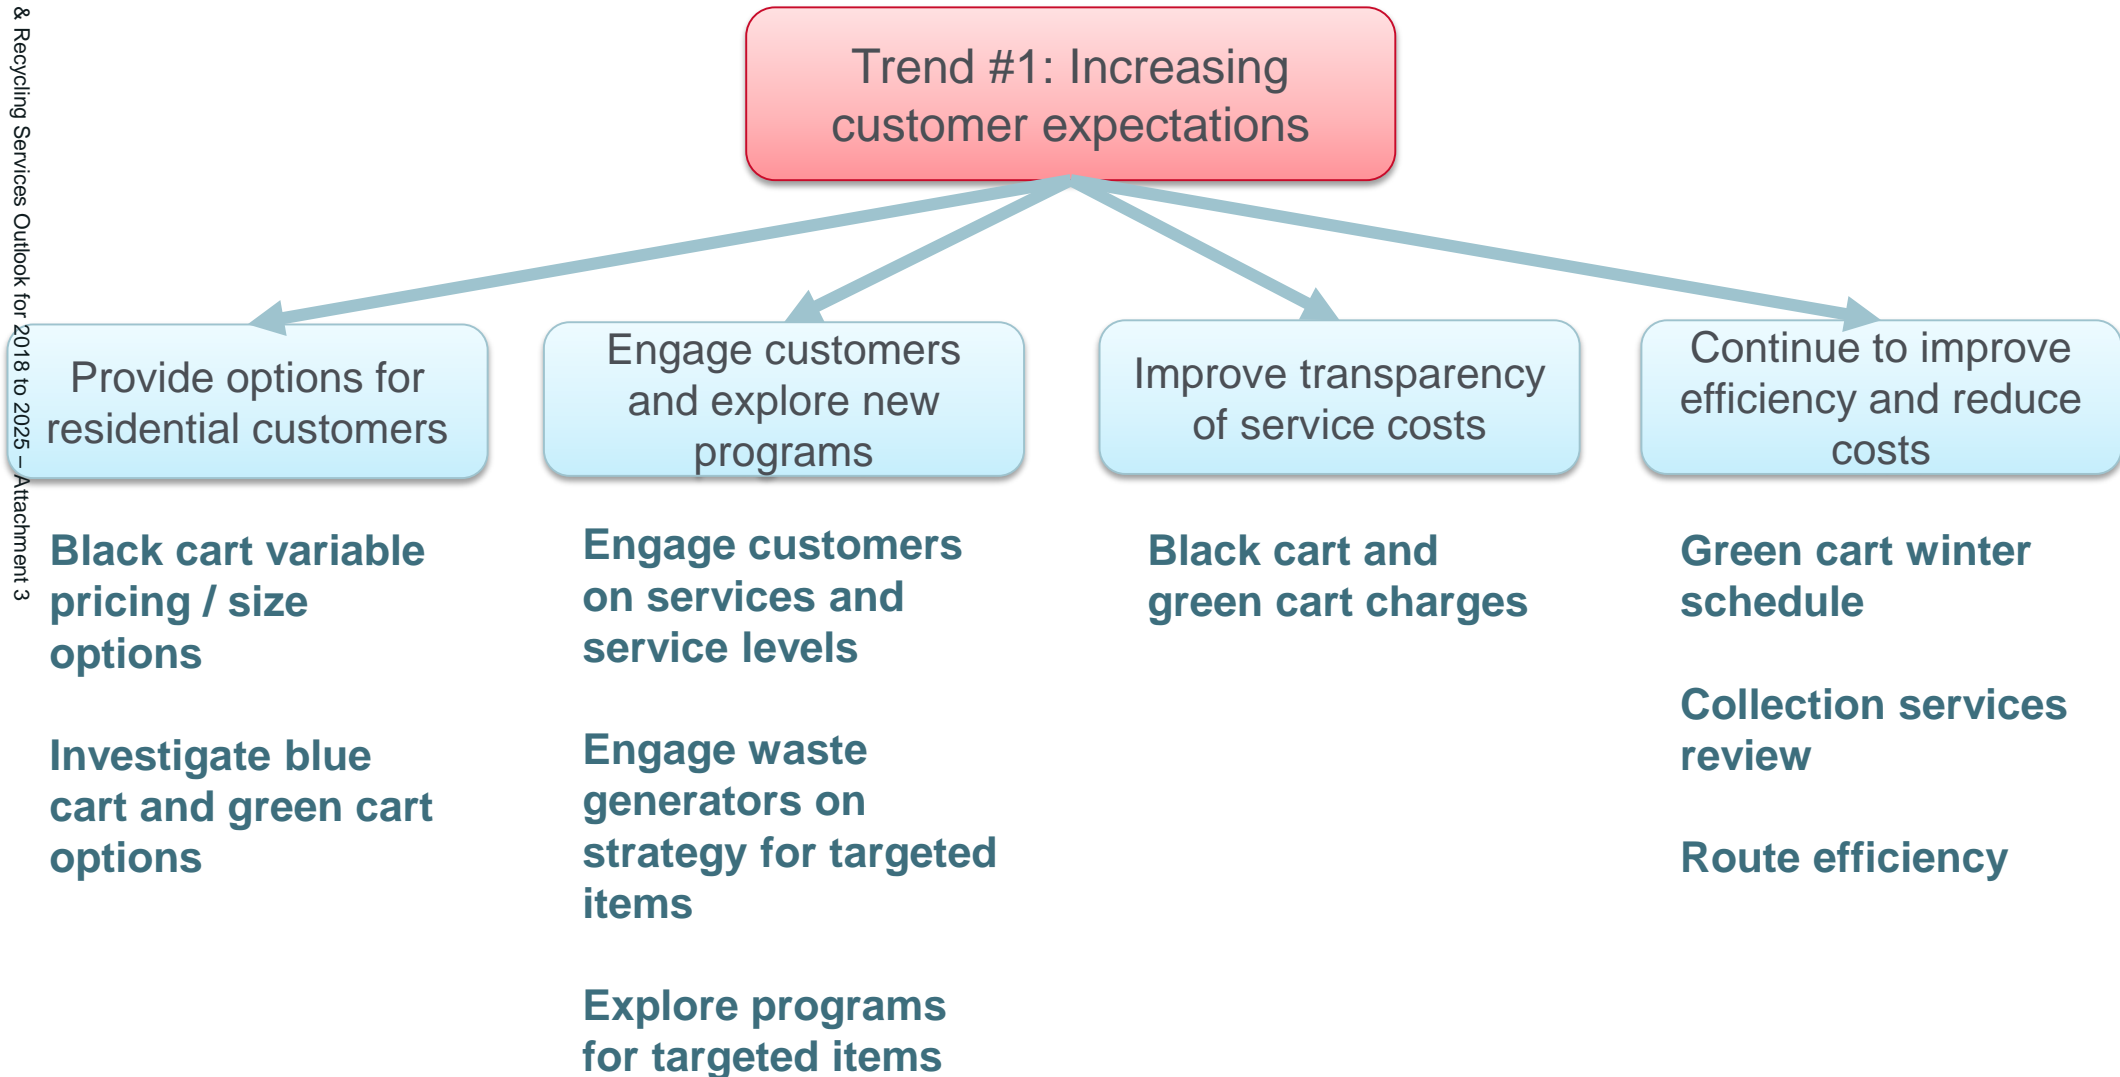 & Recycling Services Outlook for 2018 to 2025 – Attachment 3
Trend #1: Increasing
customer expectations
Provide options for
residential customers
Black cart variable
pricing / size
options
Investigate blue
cart and green cart
options
Engage customers
and explore new
programs
Engage customers
on services and
service levels
Engage waste
generators on
strategy for targeted
items
Explore programs
for targeted items
Improve transparency
of service costs
Black cart and
green cart charges
Continue to improve
efficiency and reduce
costs
Green cart winter
schedule
Collection services
review
Route efficiency